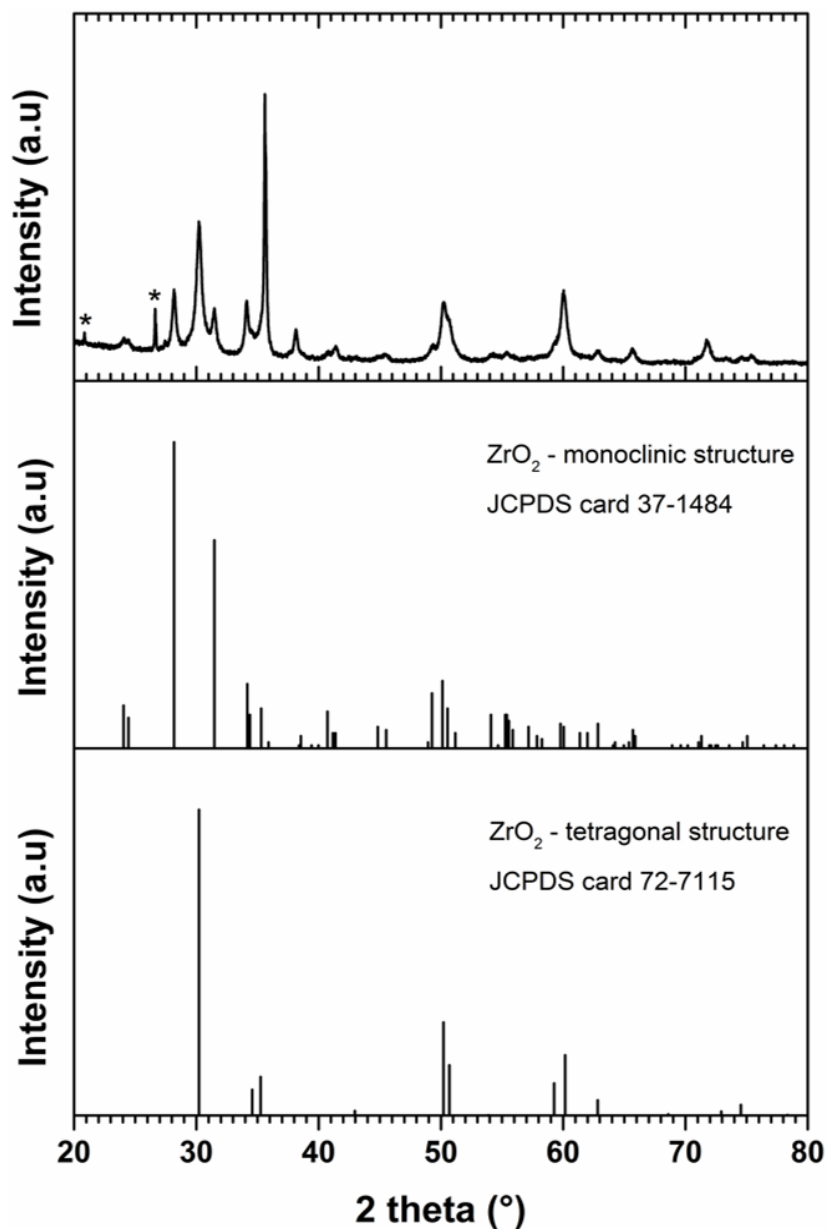 Intensity (a.u)
*
*
Intensity (a.u)
ZrO₂ - monoclinic structure
JCPDS card 37-1484
Intensity (a.u)
ZrO₂ - tetragonal structure
JCPDS card 72-7115
20 30 40 50 60 70 80
2 theta (°)